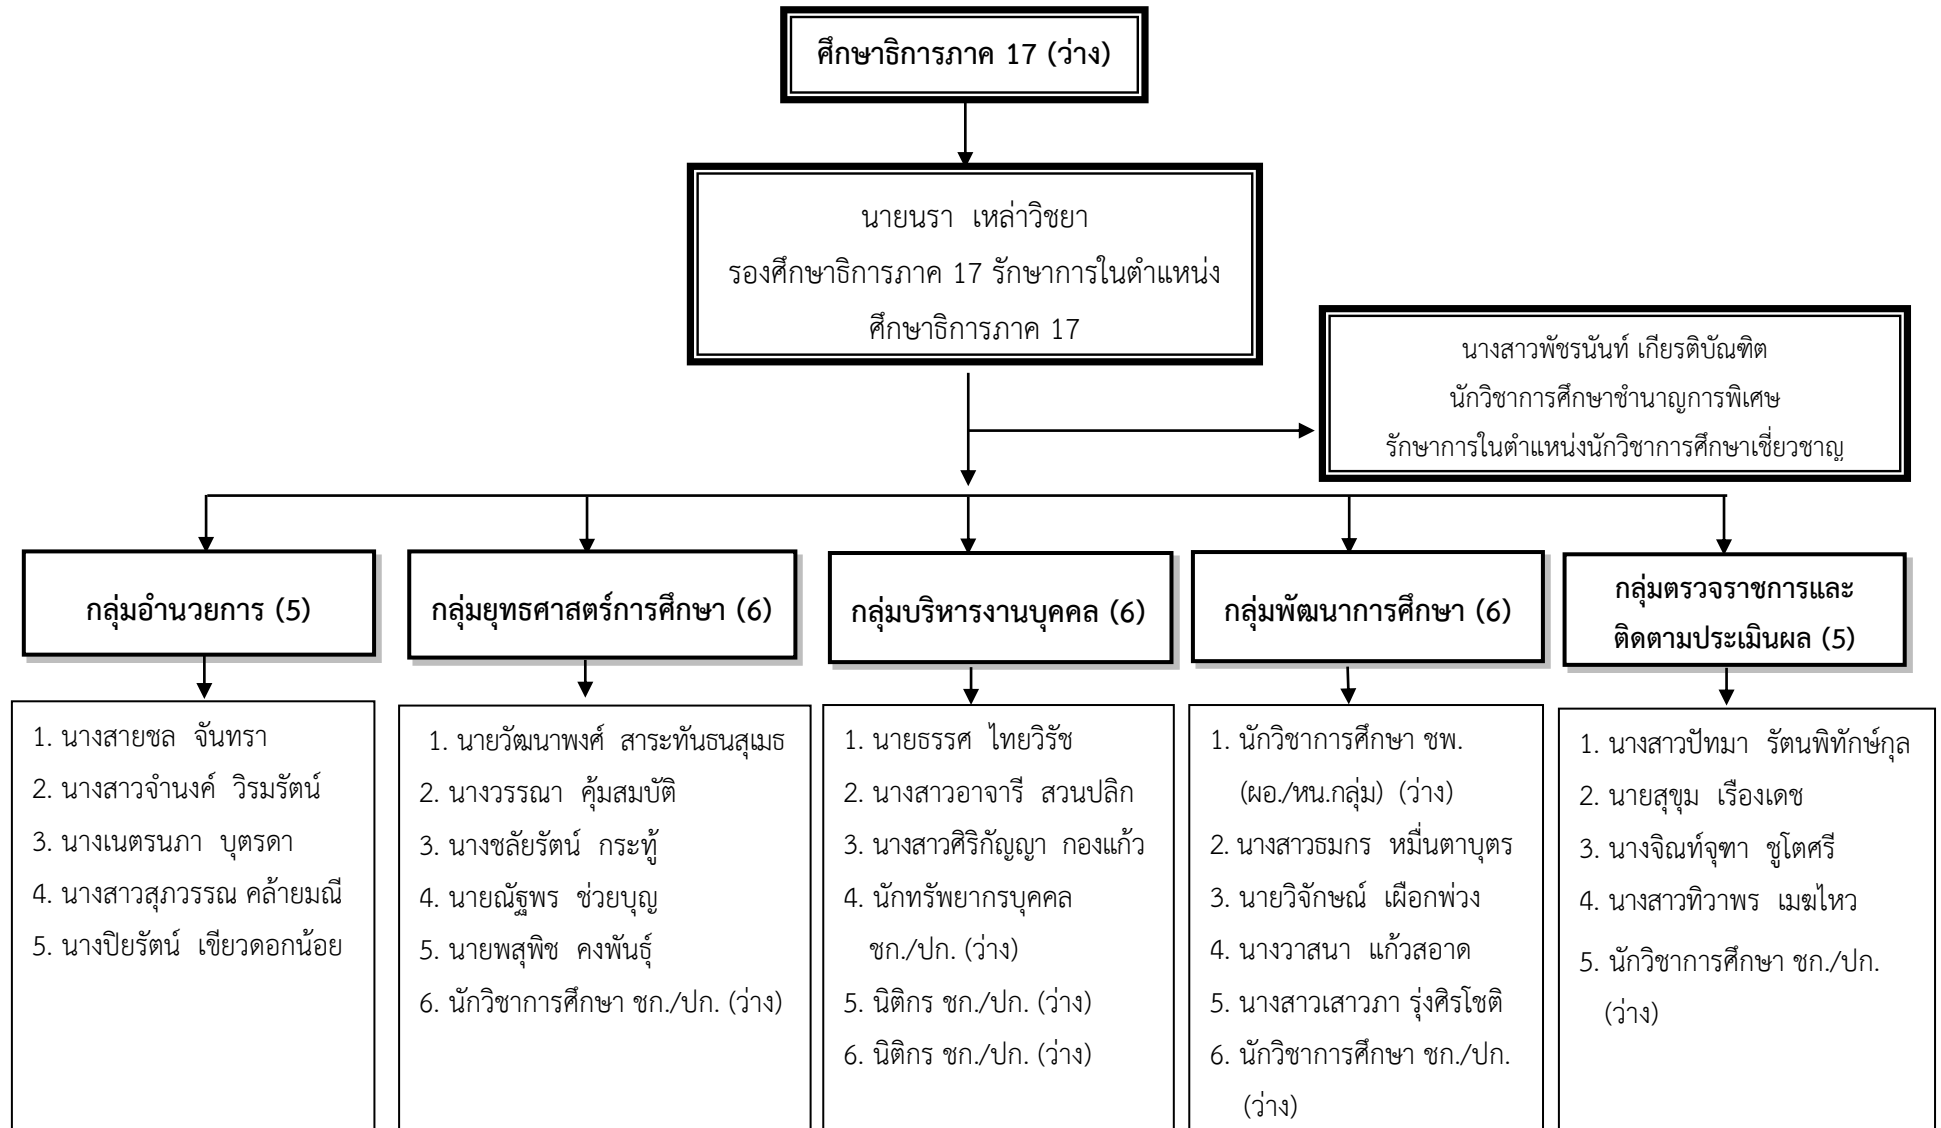 ศึกษาธิการภาค 17 (ว่าง)
นายนรา เหล่าวิชยา
รองศึกษาธิการภาค 17 รักษาการในตำแหน่ง
ศึกษาธิการภาค 17
นางสาวพัชรนันท์ เกียรติบัณฑิต
นักวิชาการศึกษาชำนาญการพิเศษ
รักษาการในตำแหน่งนักวิชาการศึกษาเชี่ยวชาญ
กลุ่มอำนวยการ (5)
1. นางสายชล จันทรา
2. นางสาวจำนงค์ วิรมรัตน์
3. นางเนตรนภา บุตรดา
4. นางสาวสุภวรรณ คล้ายมณี
5. นางปิยรัตน์ เขียวดอกน้อย
กลุ่มยุทธศาสตร์การศึกษา (6)
1. นายวัฒนาพงศ์ สาระทันธนสุเมธ
2. นางวรรณา คุ้มสมบัติ
3. นางชลัยรัตน์ กระทู้
4. นายณัฐพร ช่วยบุญ
5. นายพสุพิช คงพันธุ์
6. นักวิชาการศึกษา ชก./ปก. (ว่าง)
กลุ่มบริหารงานบุคคล (6)
1. นายธรรศ ไทยวิรัช
2. นางสาวอาจารี สวนปลิก
3. นางสาวศิริกัญญา กองแก้ว
4. นักทรัพยากรบุคคล
ชก./ปก. (ว่าง)
5. นิติกร ชก./ปก. (ว่าง)
6. นิติกร ชก./ปก. (ว่าง)
กลุ่มพัฒนาการศึกษา (6)
1. นักวิชาการศึกษา ชพ.
(ผอ./หน.กลุ่ม) (ว่าง)
2. นางสาวธมกร หมื่นตาบุตร
3. นายวิจักษณ์ เผือกพ่วง
4. นางวาสนา แก้วสอาด
5. นางสาวเสาวภา รุ่งศิรโชติ
6. นักวิชาการศึกษา ชก./ปก.
(ว่าง)
กลุ่มตรวจราชการและ
ติดตามประเมินผล (5)
1. นางสาวปัทมา รัตนพิทักษ์กุล
2. นายสุขุม เรืองเดช
3. นางจิณท์จุฑา ชูโตศรี
4. นางสาวทิวาพร เมฆไหว
5. นักวิชาการศึกษา ชก./ปก.
(ว่าง)